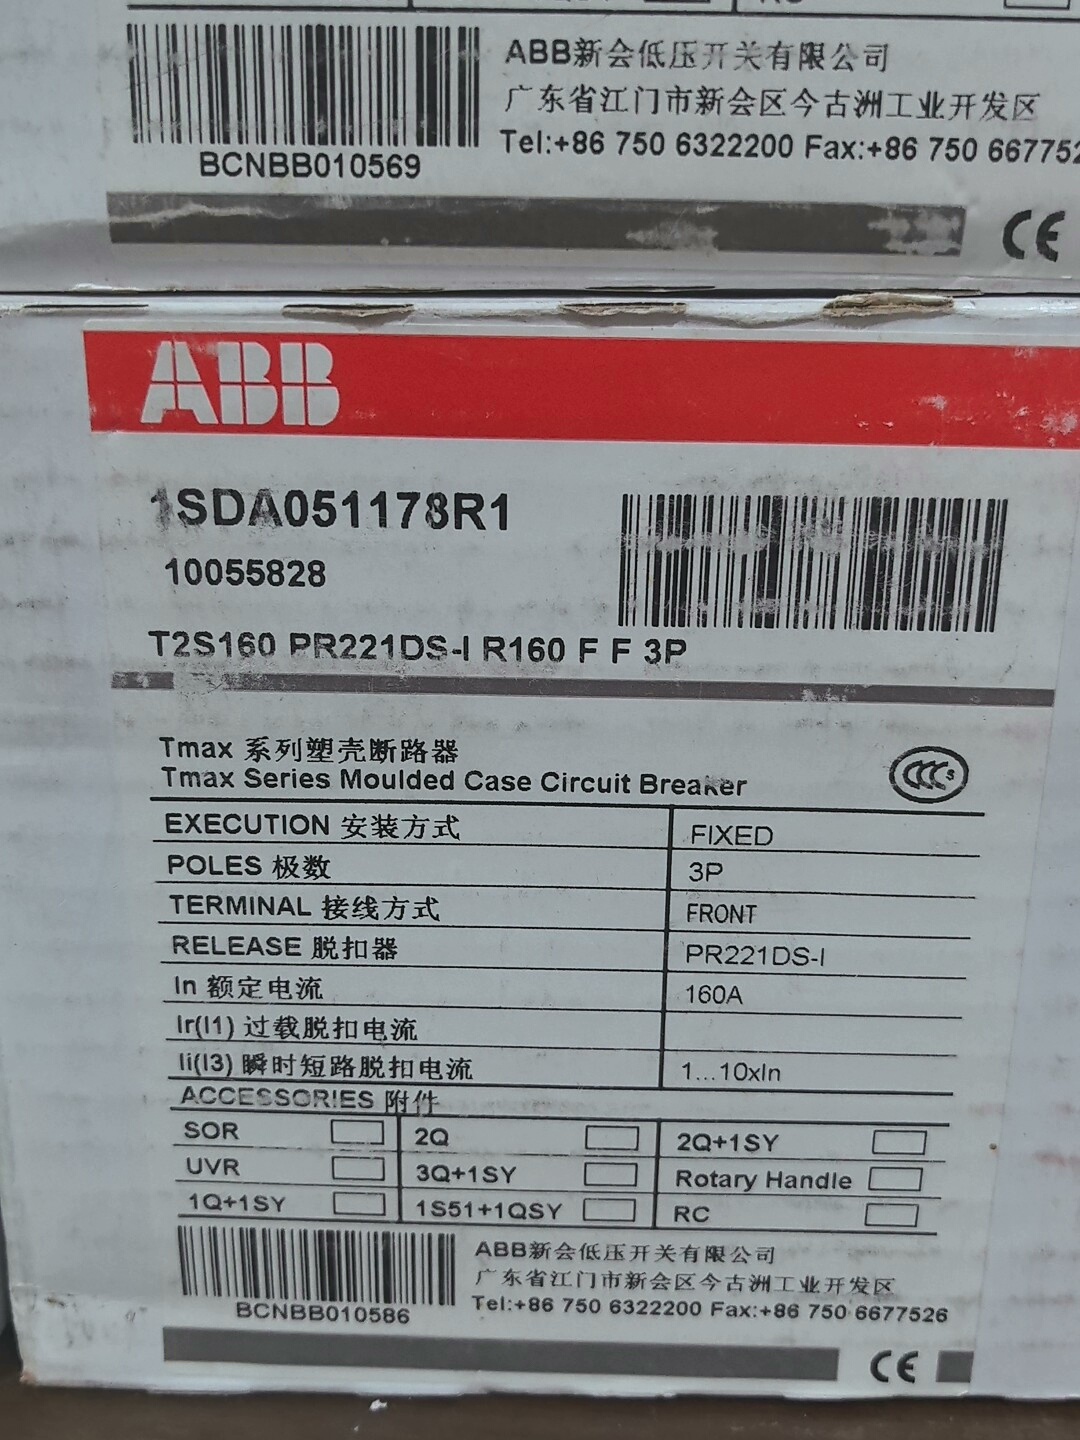 BCNBB010569
ABB新会低压开关有限公司
广东省江门市新会区今古洲工业开发区
Tel:+86 750 6322200 Fax:+86 750 667752
CE
ABB
1SDA051178R1
10055828
T2S160 PR221DS-I R160 F F 3P
Tmax 系列塑壳断路器
Tmax Series Moulded Case Circuit Breaker
CCC S
EXECUTION 安装方式 FIXED
POLES 极数 3P
TERMINAL 接线方式 FRONT
RELEASE 脱扣器 PR221DS-I
In 额定电流 160A
Ir(I1) 过载脱扣电流
Ii(I3) 瞬时短路脱扣电流 1...10xIn
ACCESSORIES 附件
SOR 2Q 2Q+1SY
UVR 3Q+1SY Rotary Handle
1Q+1SY 1S51+1QSY RC
BCNBB010586
ABB新会低压开关有限公司
广东省江门市新会区今古洲工业开发区
Tel:+86 750 6322200 Fax:+86 750 6677526
CE